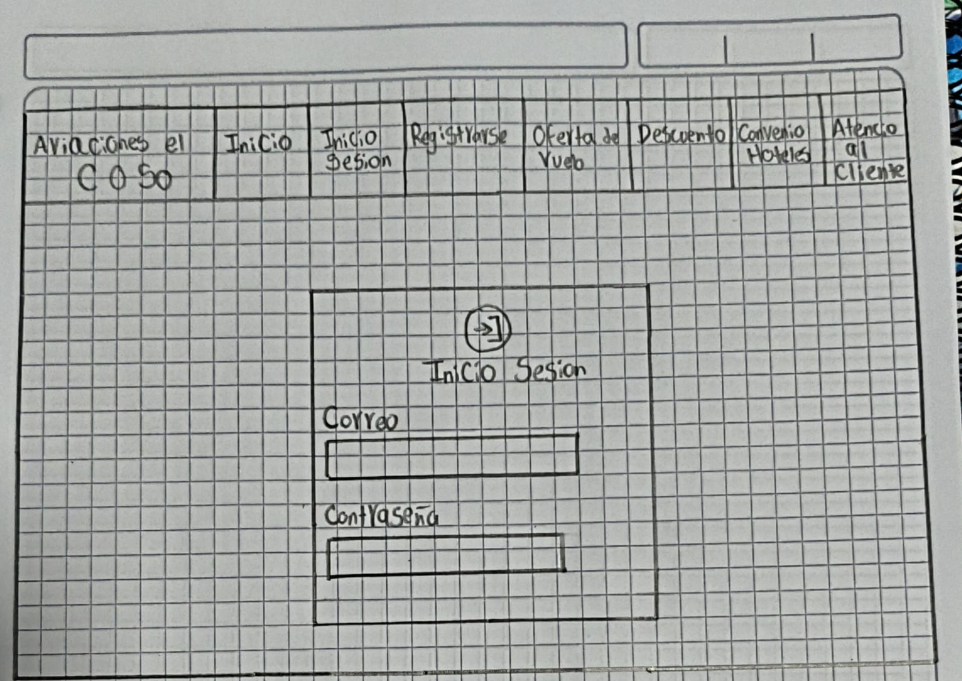 Aviaciones el
COSO
Inicio
Inicio
Sesion
Registrarse
Oferta de
Vuelo
Descuento
Convenio
Hoteles
Atencio
al
Cliente
Inicio Sesion
Correo
Contraseña